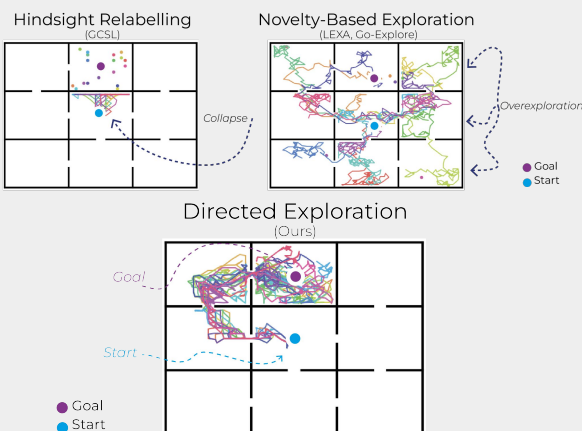 Hindsight Relabelling
(GCSL)
Novelty-Based Exploration
(LEXA, Go-Explore)
Collapse
Overexploration
Goal
Start
Directed Exploration
(Ours)
Goal
Start
Goal
Start